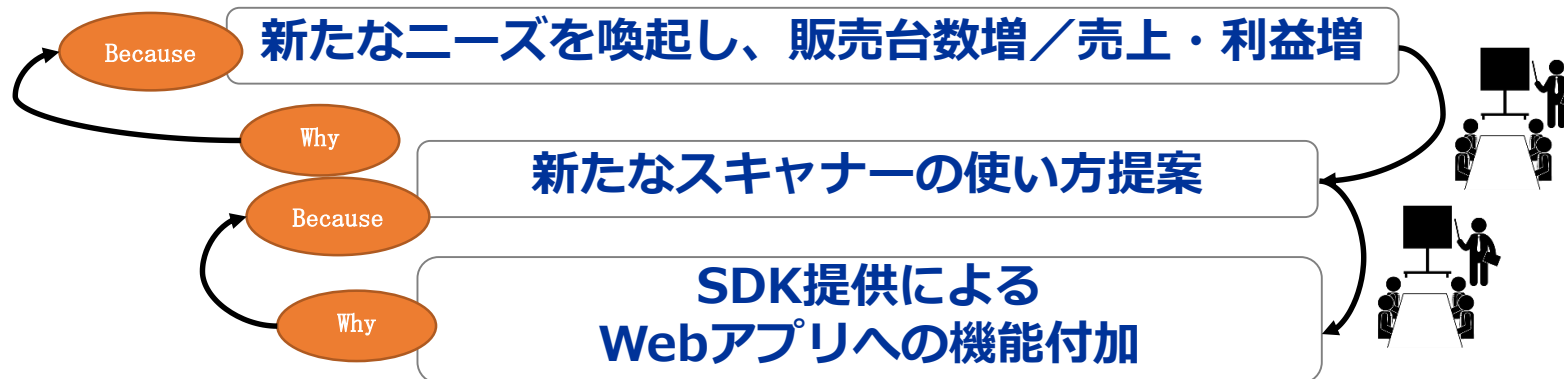 Because
新たなニーズを喚起し、販売台数増／売上・利益増
Why
新たなスキャナーの使い方提案
Because
SDK提供による
Why
Webアプリへの機能付加